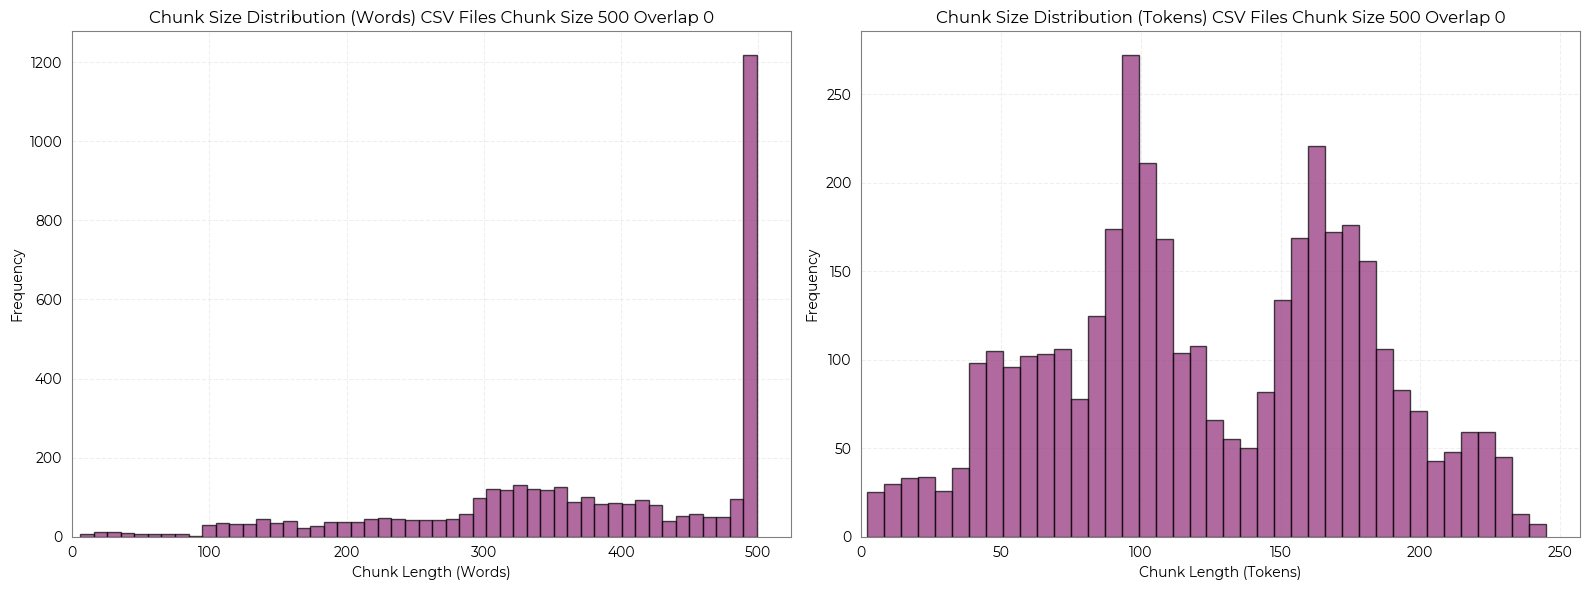 Chunk Size Distribution (Words) CSV Files Chunk Size 500 Overlap 0
Frequency
1200
1000
800
600
400
200
0
0 100 200 300 400 500
Chunk Length (Words)
Chunk Size Distribution (Tokens) CSV Files Chunk Size 500 Overlap 0
Frequency
250
200
150
100
50
0
0 50 100 150 200 250
Chunk Length (Tokens)